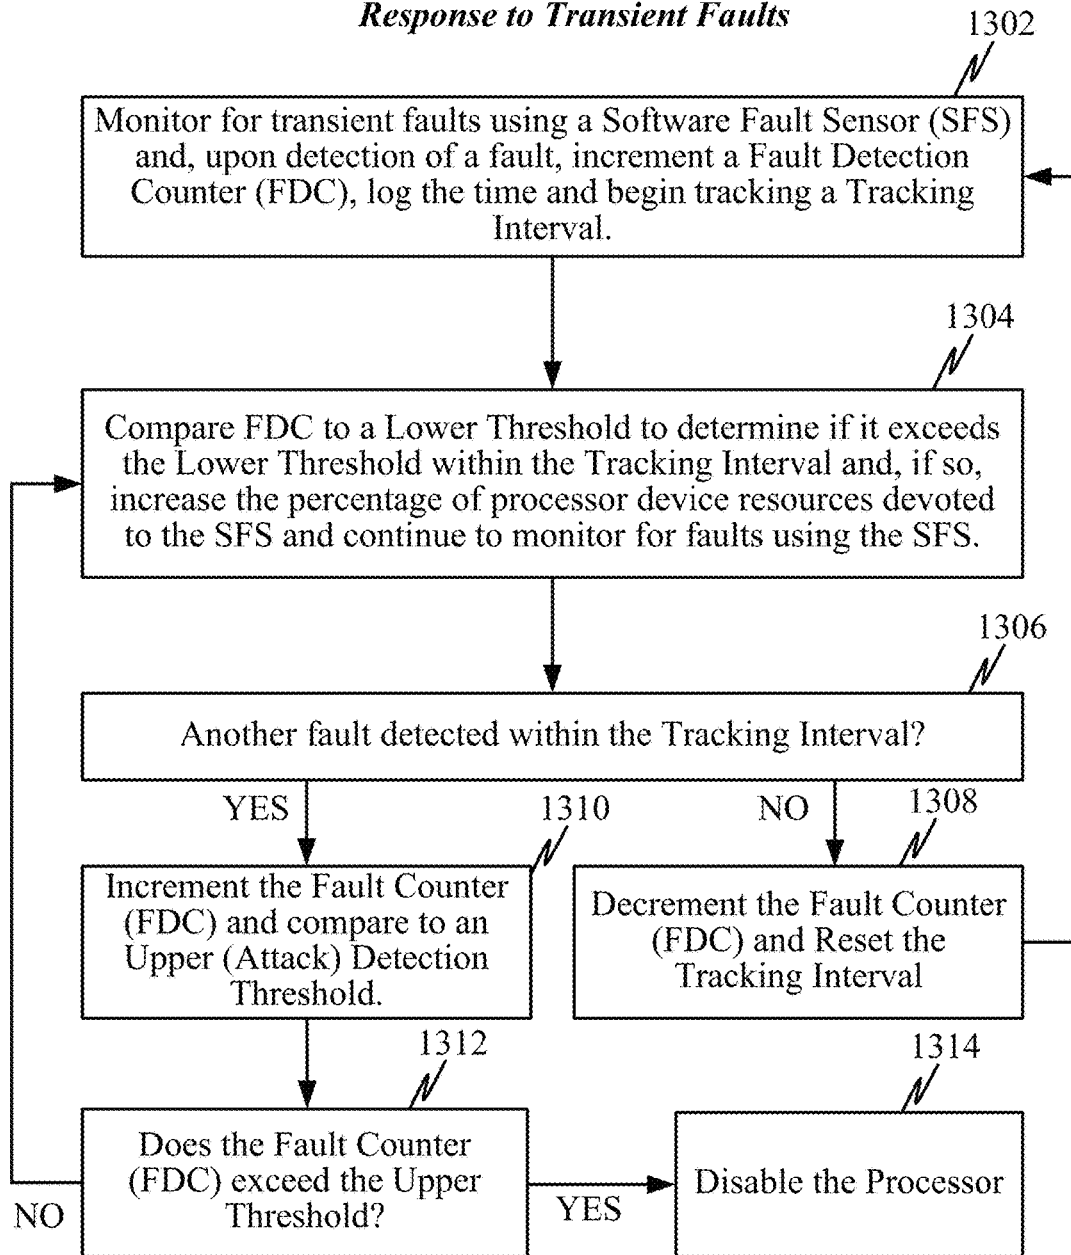 Response to Transient Faults
1302
Monitor for transient faults using a Software Fault Sensor (SFS)
and, upon detection of a fault, increment a Fault Detection
Counter (FDC), log the time and begin tracking a Tracking
Interval.
1304
Compare FDC to a Lower Threshold to determine if it exceeds
the Lower Threshold within the Tracking Interval and, if so,
increase the percentage of processor device resources devoted
to the SFS and continue to monitor for faults using the SFS.
1306
Another fault detected within the Tracking Interval?
YES
1310
NO
1308
Increment the Fault Counter
(FDC) and compare to an
Upper (Attack) Detection
Threshold.
Decrement the Fault Counter
(FDC) and Reset the
Tracking Interval
1312
1314
Does the Fault Counter
(FDC) exceed the Upper
Threshold?
NO
YES
Disable the Processor